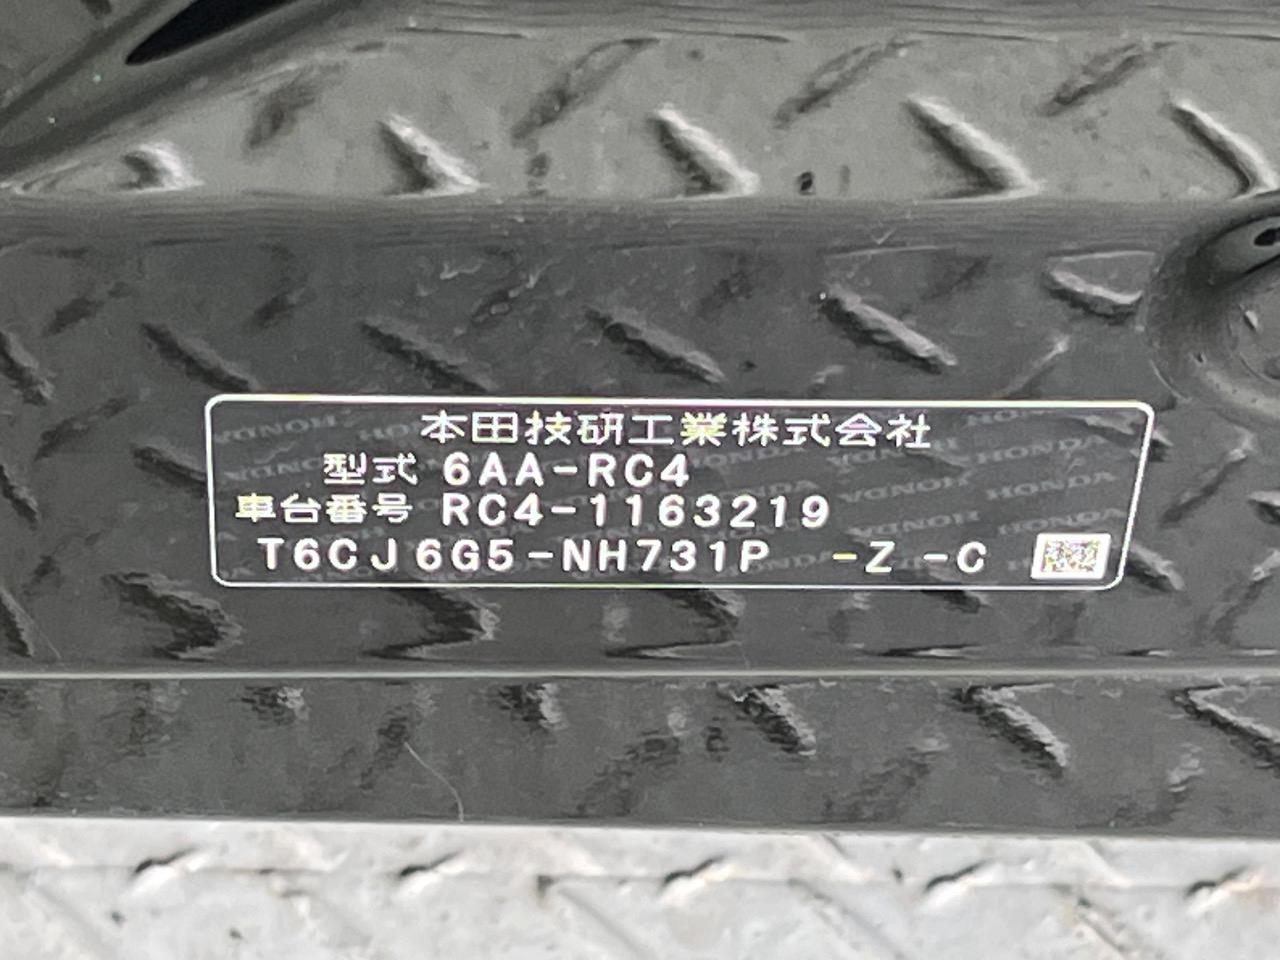 本田技研工業株式会社
型式 6AA-RC4
車台番号 RC4-1163219
T6CJ6G5-NH731P -Z -C